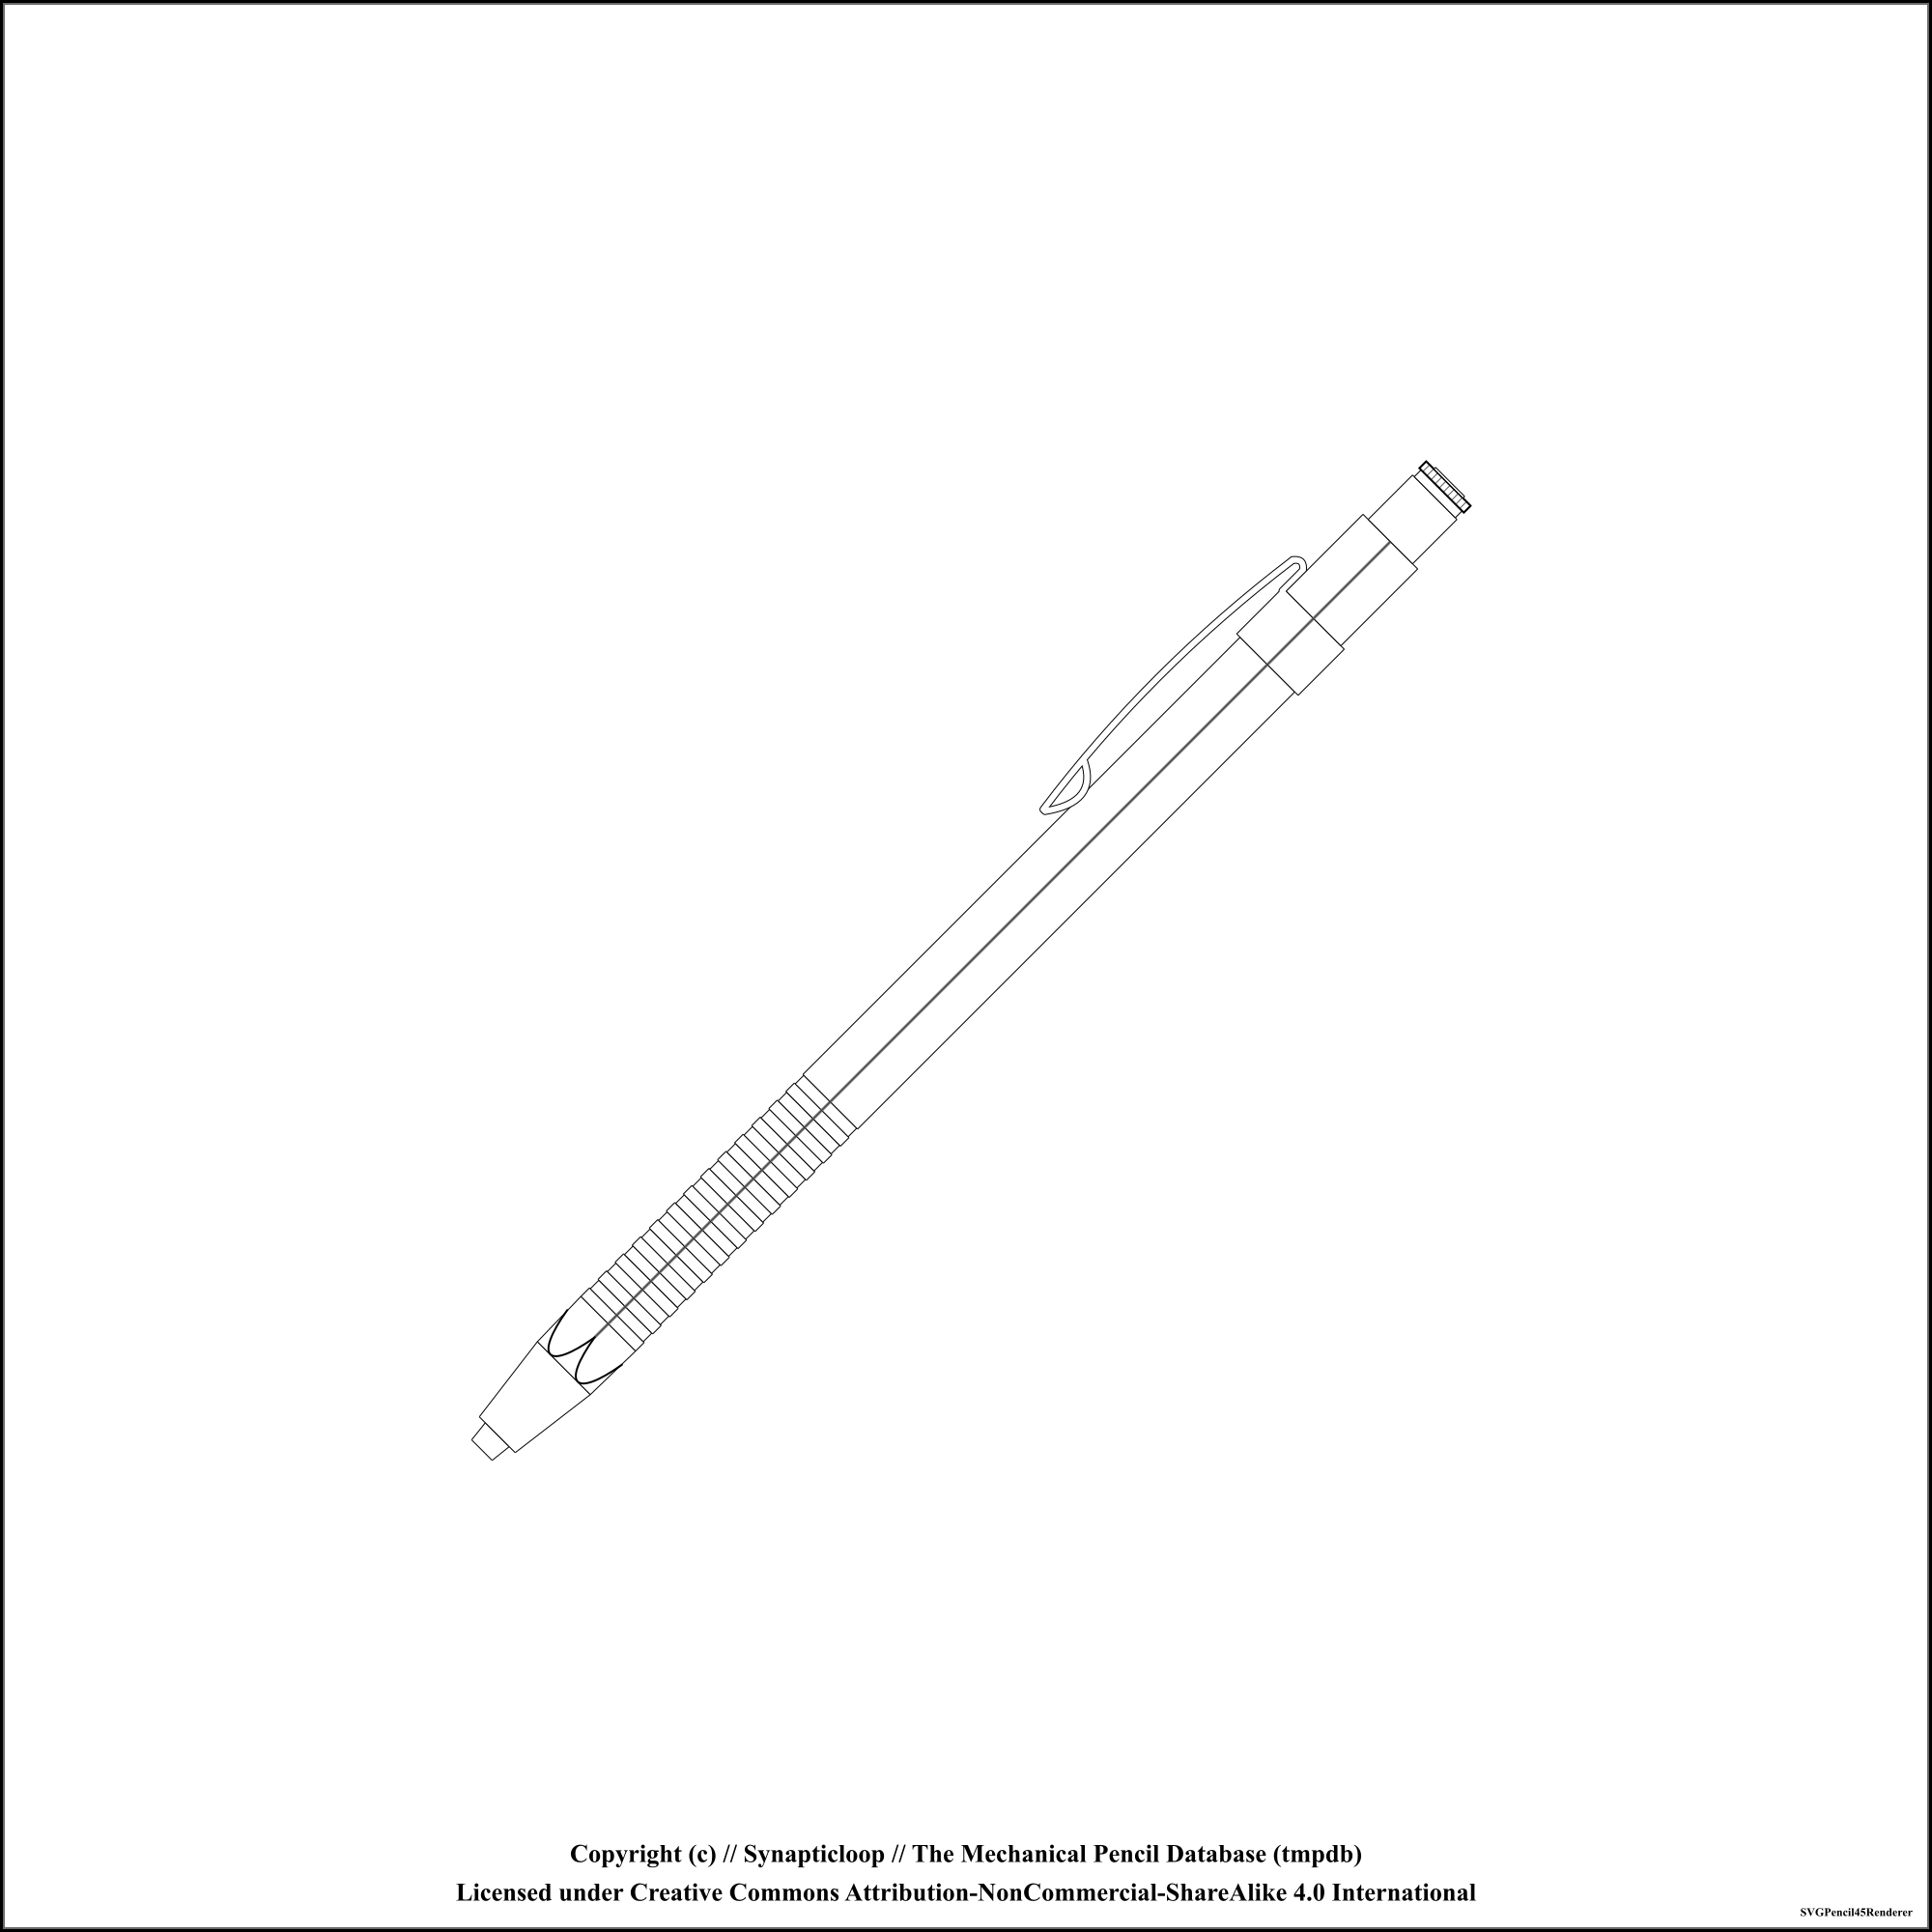 Copyright (c) // Synapticloop // The Mechanical Pencil Database (tmpdb)
Licensed under Creative Commons Attribution-NonCommercial-ShareAlike 4.0 International
SVGPencil45Renderer